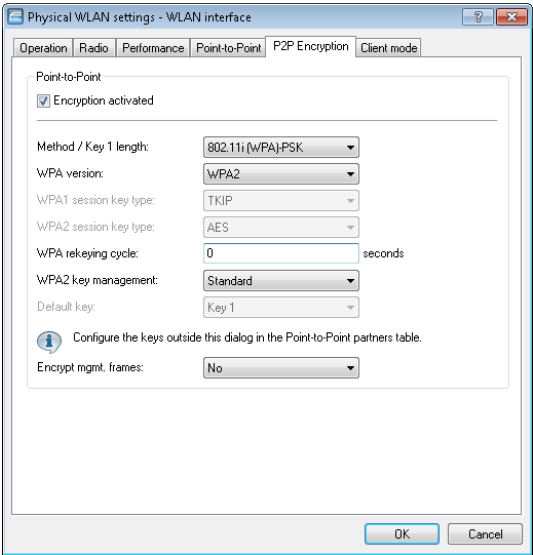 Physical WLAN settings - WLAN interface
Operation Radio Performance Point-to-Point P2P Encryption Client mode
Point-to-Point
Encryption activated
Method / Key 1 length: 802.11i (WPA)-PSK
WPA version: WPA2
WPA1 session key type: TKIP
WPA2 session key type: AES
WPA rekeying cycle: 0 seconds
WPA2 key management: Standard
Default key: Key 1
Configure the keys outside this dialog in the Point-to-Point partners table.
Encrypt mgmt. frames: No
OK Cancel